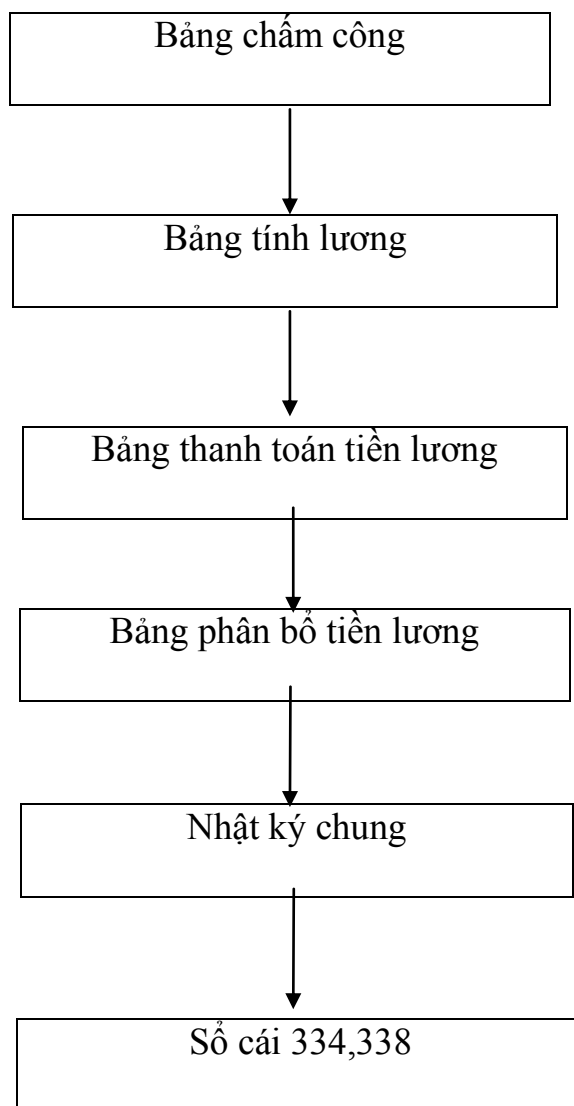 Bảng chấm công
Bảng tính lương
Bảng thanh toán tiền lương
Bảng phân bổ tiền lương
Nhật ký chung
Sổ cái 334,338